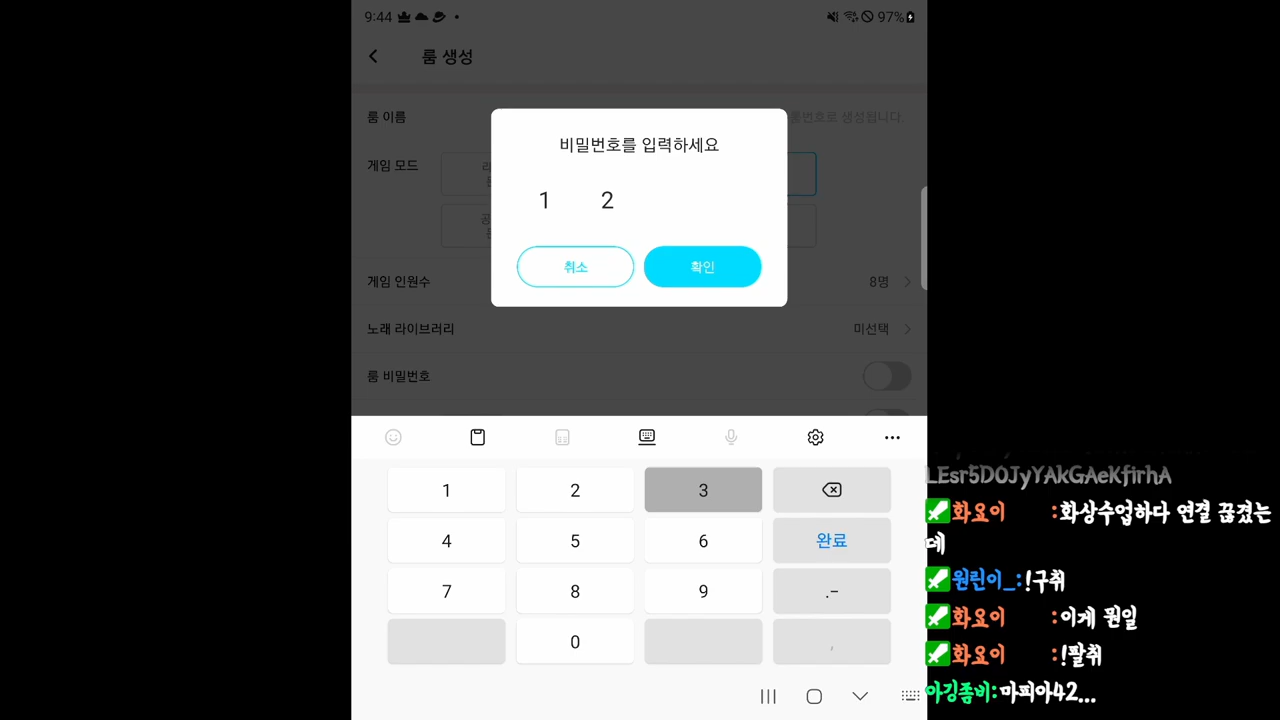 9:44
97%
룸 생성
룸 이름
룸번호로 생성됩니다.
비밀번호를 입력하세요
게임 모드
1 2
취소 확인
게임 인원수 8명
노래 라이브러리 미선택
룸 비밀번호
1 2 3
4 5 6 완료
7 8 9 .-
0 ,
LEsr5D0JyYAkGAeKfirhA
화요이 :화상수업하다 연결 끊겼는
데
원린이_:!구취
화요이 :이게 뭔일
화요이 :!팔취
아깅좀비:마피아42...